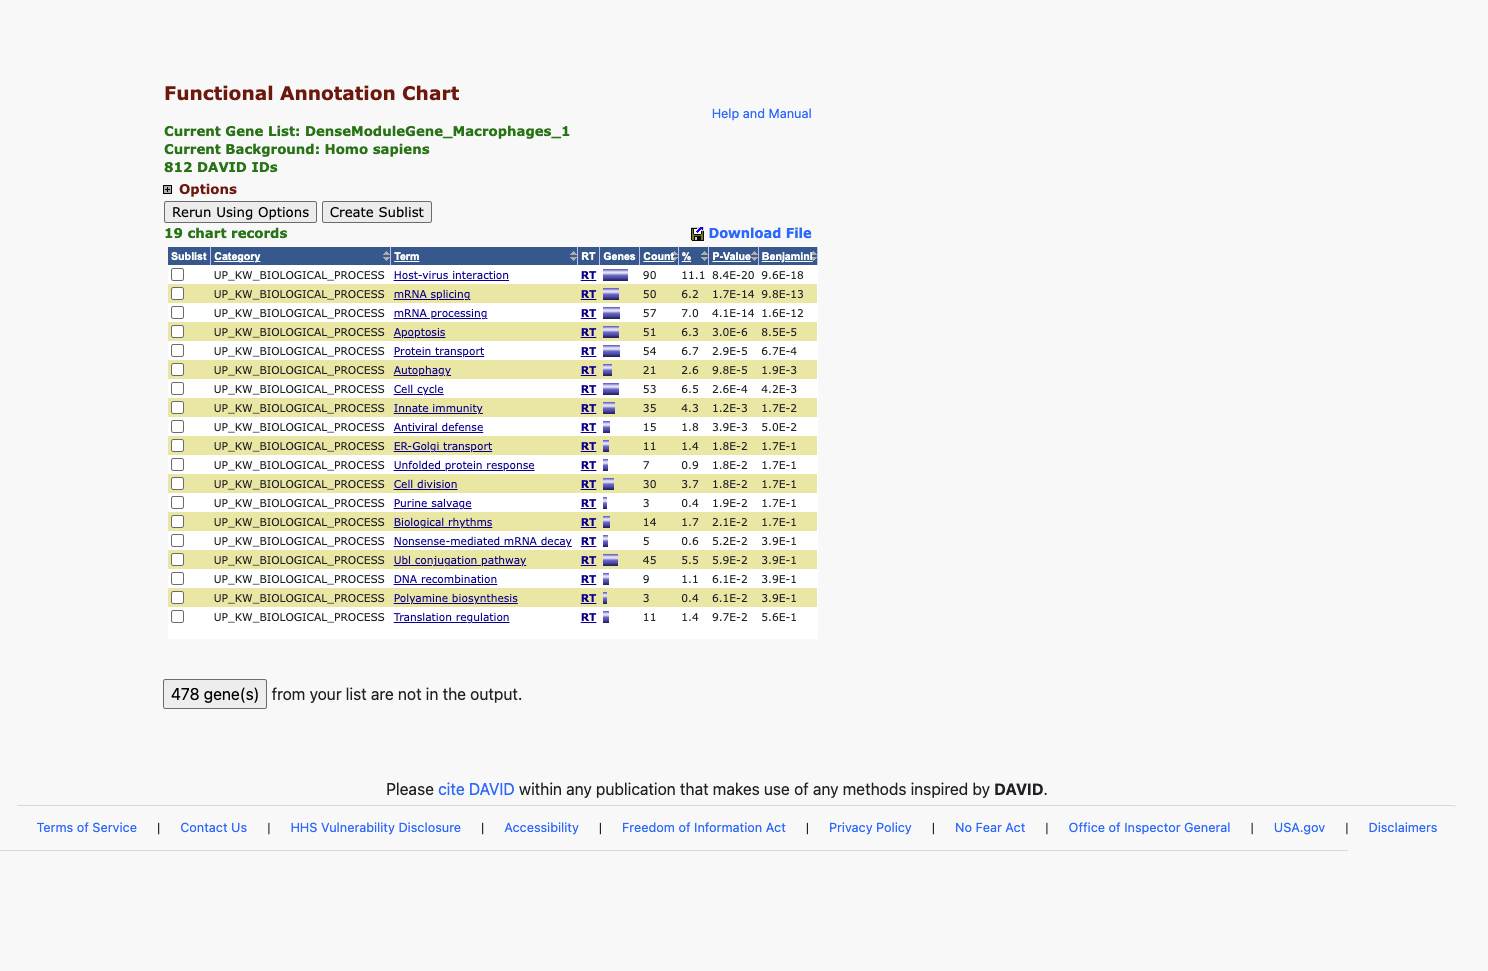 Functional Annotation Chart
Help and Manual
Current Gene List: DenseModuleGene_Macrophages_1
Current Background: Homo sapiens
812 DAVID IDs
Options
Rerun Using Options Create Sublist
19 chart records Download File
Sublist Category Term RT Genes Count % P-Value Benjamini
UP_KW_BIOLOGICAL_PROCESS Host-virus interaction RT 90 11.1 8.4E-20 9.6E-18
UP_KW_BIOLOGICAL_PROCESS mRNA splicing RT 50 6.2 1.7E-14 9.8E-13
UP_KW_BIOLOGICAL_PROCESS mRNA processing RT 57 7.0 4.1E-14 1.6E-12
UP_KW_BIOLOGICAL_PROCESS Apoptosis RT 51 6.3 3.0E-6 8.5E-5
UP_KW_BIOLOGICAL_PROCESS Protein transport RT 54 6.7 2.9E-5 6.7E-4
UP_KW_BIOLOGICAL_PROCESS Autophagy RT 21 2.6 9.8E-5 1.9E-3
UP_KW_BIOLOGICAL_PROCESS Cell cycle RT 53 6.5 2.6E-4 4.2E-3
UP_KW_BIOLOGICAL_PROCESS Innate immunity RT 35 4.3 1.2E-3 1.7E-2
UP_KW_BIOLOGICAL_PROCESS Antiviral defense RT 15 1.8 3.9E-3 5.0E-2
UP_KW_BIOLOGICAL_PROCESS ER-Golgi transport RT 11 1.4 1.8E-2 1.7E-1
UP_KW_BIOLOGICAL_PROCESS Unfolded protein response RT 7 0.9 1.8E-2 1.7E-1
UP_KW_BIOLOGICAL_PROCESS Cell division RT 30 3.7 1.8E-2 1.7E-1
UP_KW_BIOLOGICAL_PROCESS Purine salvage RT 3 0.4 1.9E-2 1.7E-1
UP_KW_BIOLOGICAL_PROCESS Biological rhythms RT 14 1.7 2.1E-2 1.7E-1
UP_KW_BIOLOGICAL_PROCESS Nonsense-mediated mRNA decay RT 5 0.6 5.2E-2 3.9E-1
UP_KW_BIOLOGICAL_PROCESS Ubl conjugation pathway RT 45 5.5 5.9E-2 3.9E-1
UP_KW_BIOLOGICAL_PROCESS DNA recombination RT 9 1.1 6.1E-2 3.9E-1
UP_KW_BIOLOGICAL_PROCESS Polyamine biosynthesis RT 3 0.4 6.1E-2 3.9E-1
UP_KW_BIOLOGICAL_PROCESS Translation regulation RT 11 1.4 9.7E-2 5.6E-1
478 gene(s) from your list are not in the output.
Please cite DAVID within any publication that makes use of any methods inspired by DAVID.
Terms of Service | Contact Us | HHS Vulnerability Disclosure | Accessibility | Freedom of Information Act | Privacy Policy | No Fear Act | Office of Inspector General | USA.gov | Disclaimers